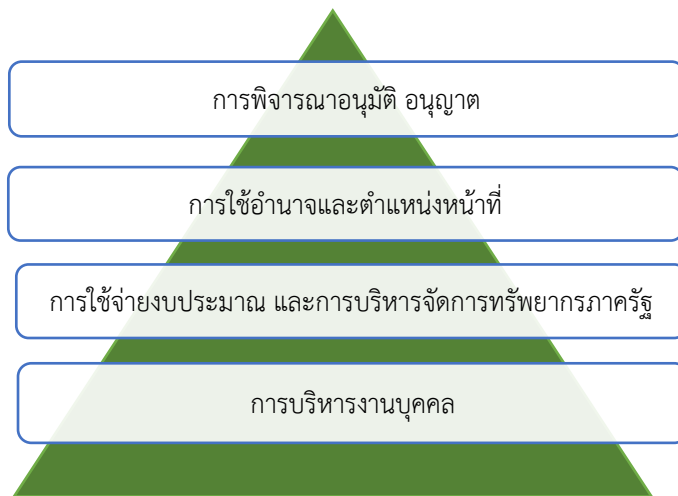 การพิจารณาอนุมัติ อนุญาต
การใช้อำนาจและตำแหน่งหน้าที่
การใช้จ่ายงบประมาณ และการบริหารจัดการทรัพยากรภาครัฐ
การบริหารงานบุคคล